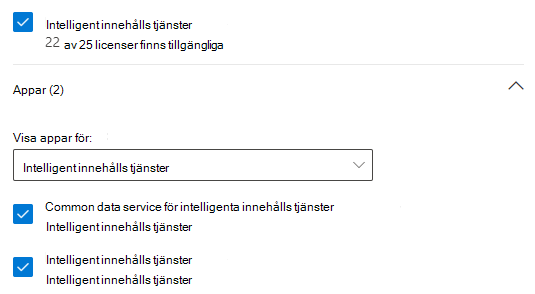 Intelligent innehålls tjänster
22 av 25 licenser finns tillgängliga
Appar (2)
Visa appar för:
Intelligent innehålls tjänster
Common data service för intelligenta innehålls tjänster
Intelligent innehålls tjänster
Intelligent innehålls tjänster
Intelligent innehålls tjänster